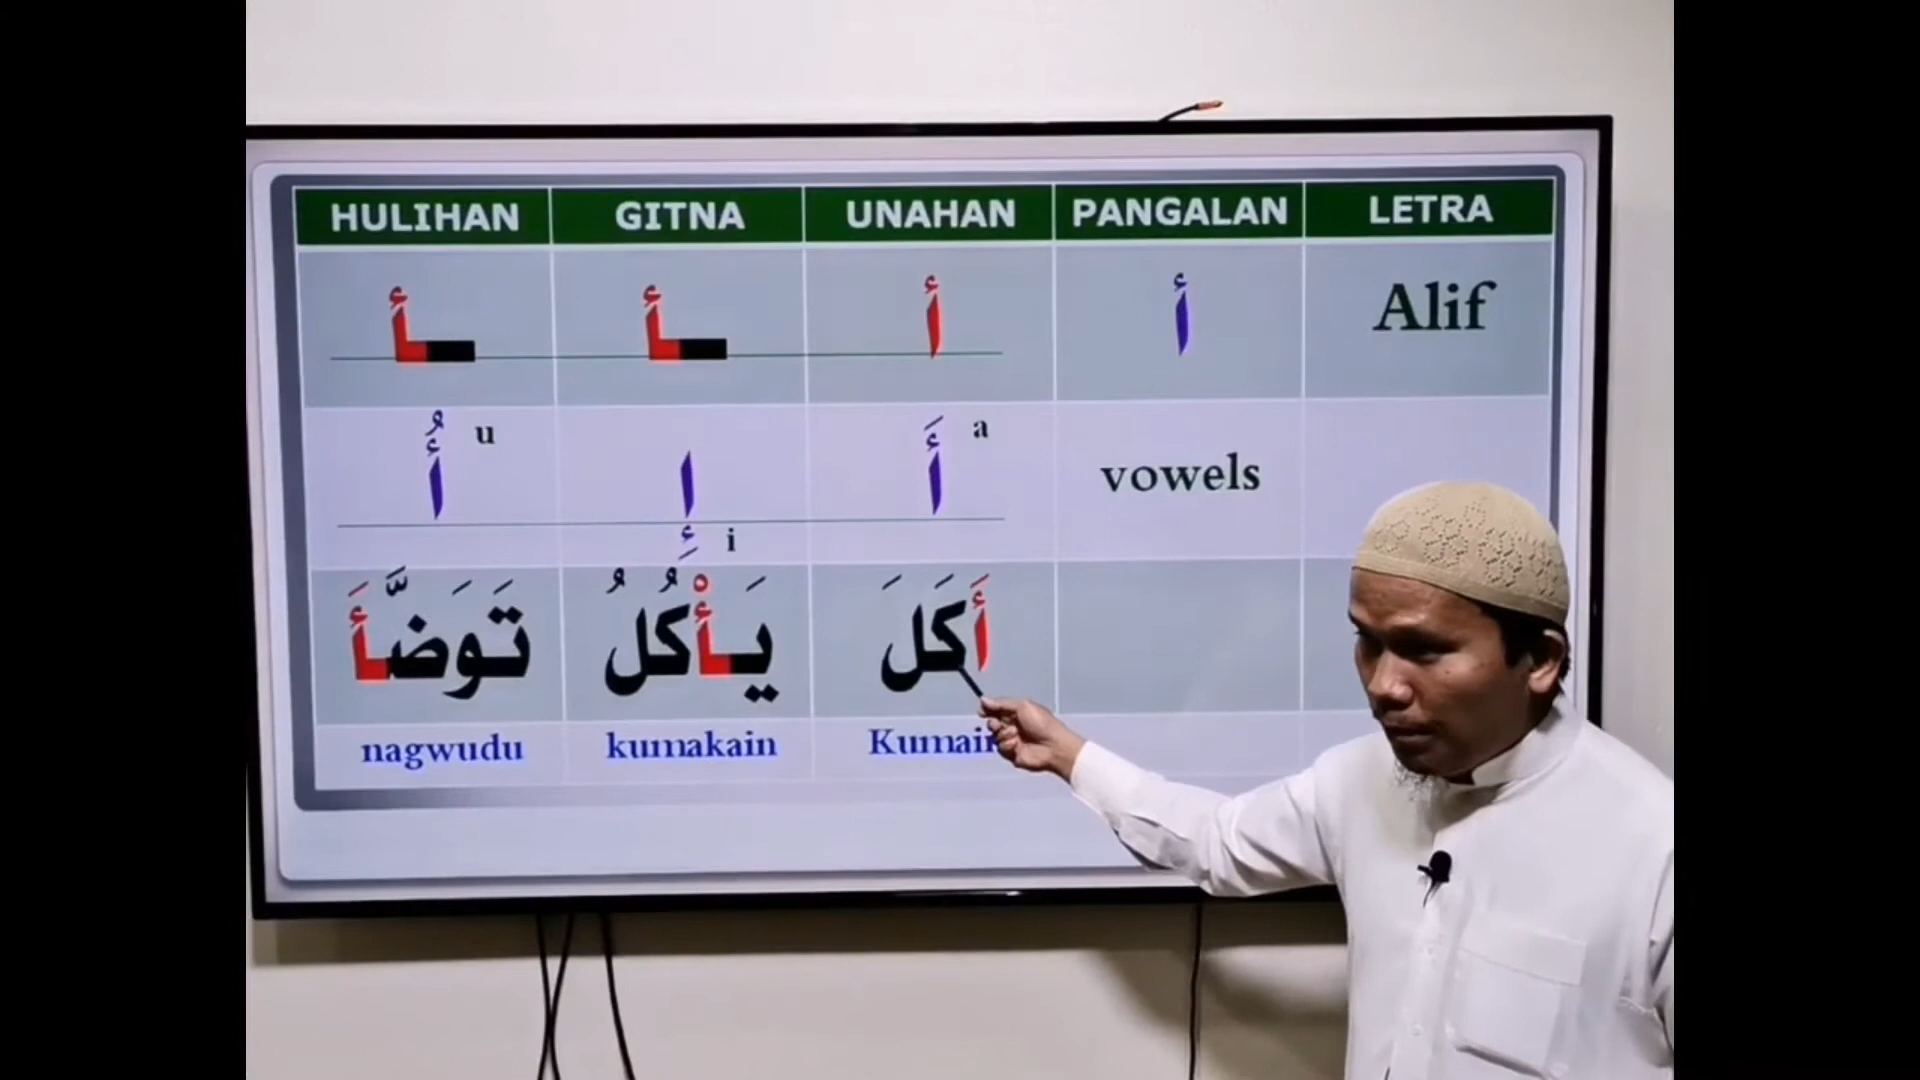 HULIHAN GITNA UNAHAN PANGALAN LETRA
ـأ ـأ أ أ Alif
أُ u إِ i أَ a vowels
تَوَضَّأَ يَأْكُلُ أَكَلَ
nagwudu kumakain Kumain